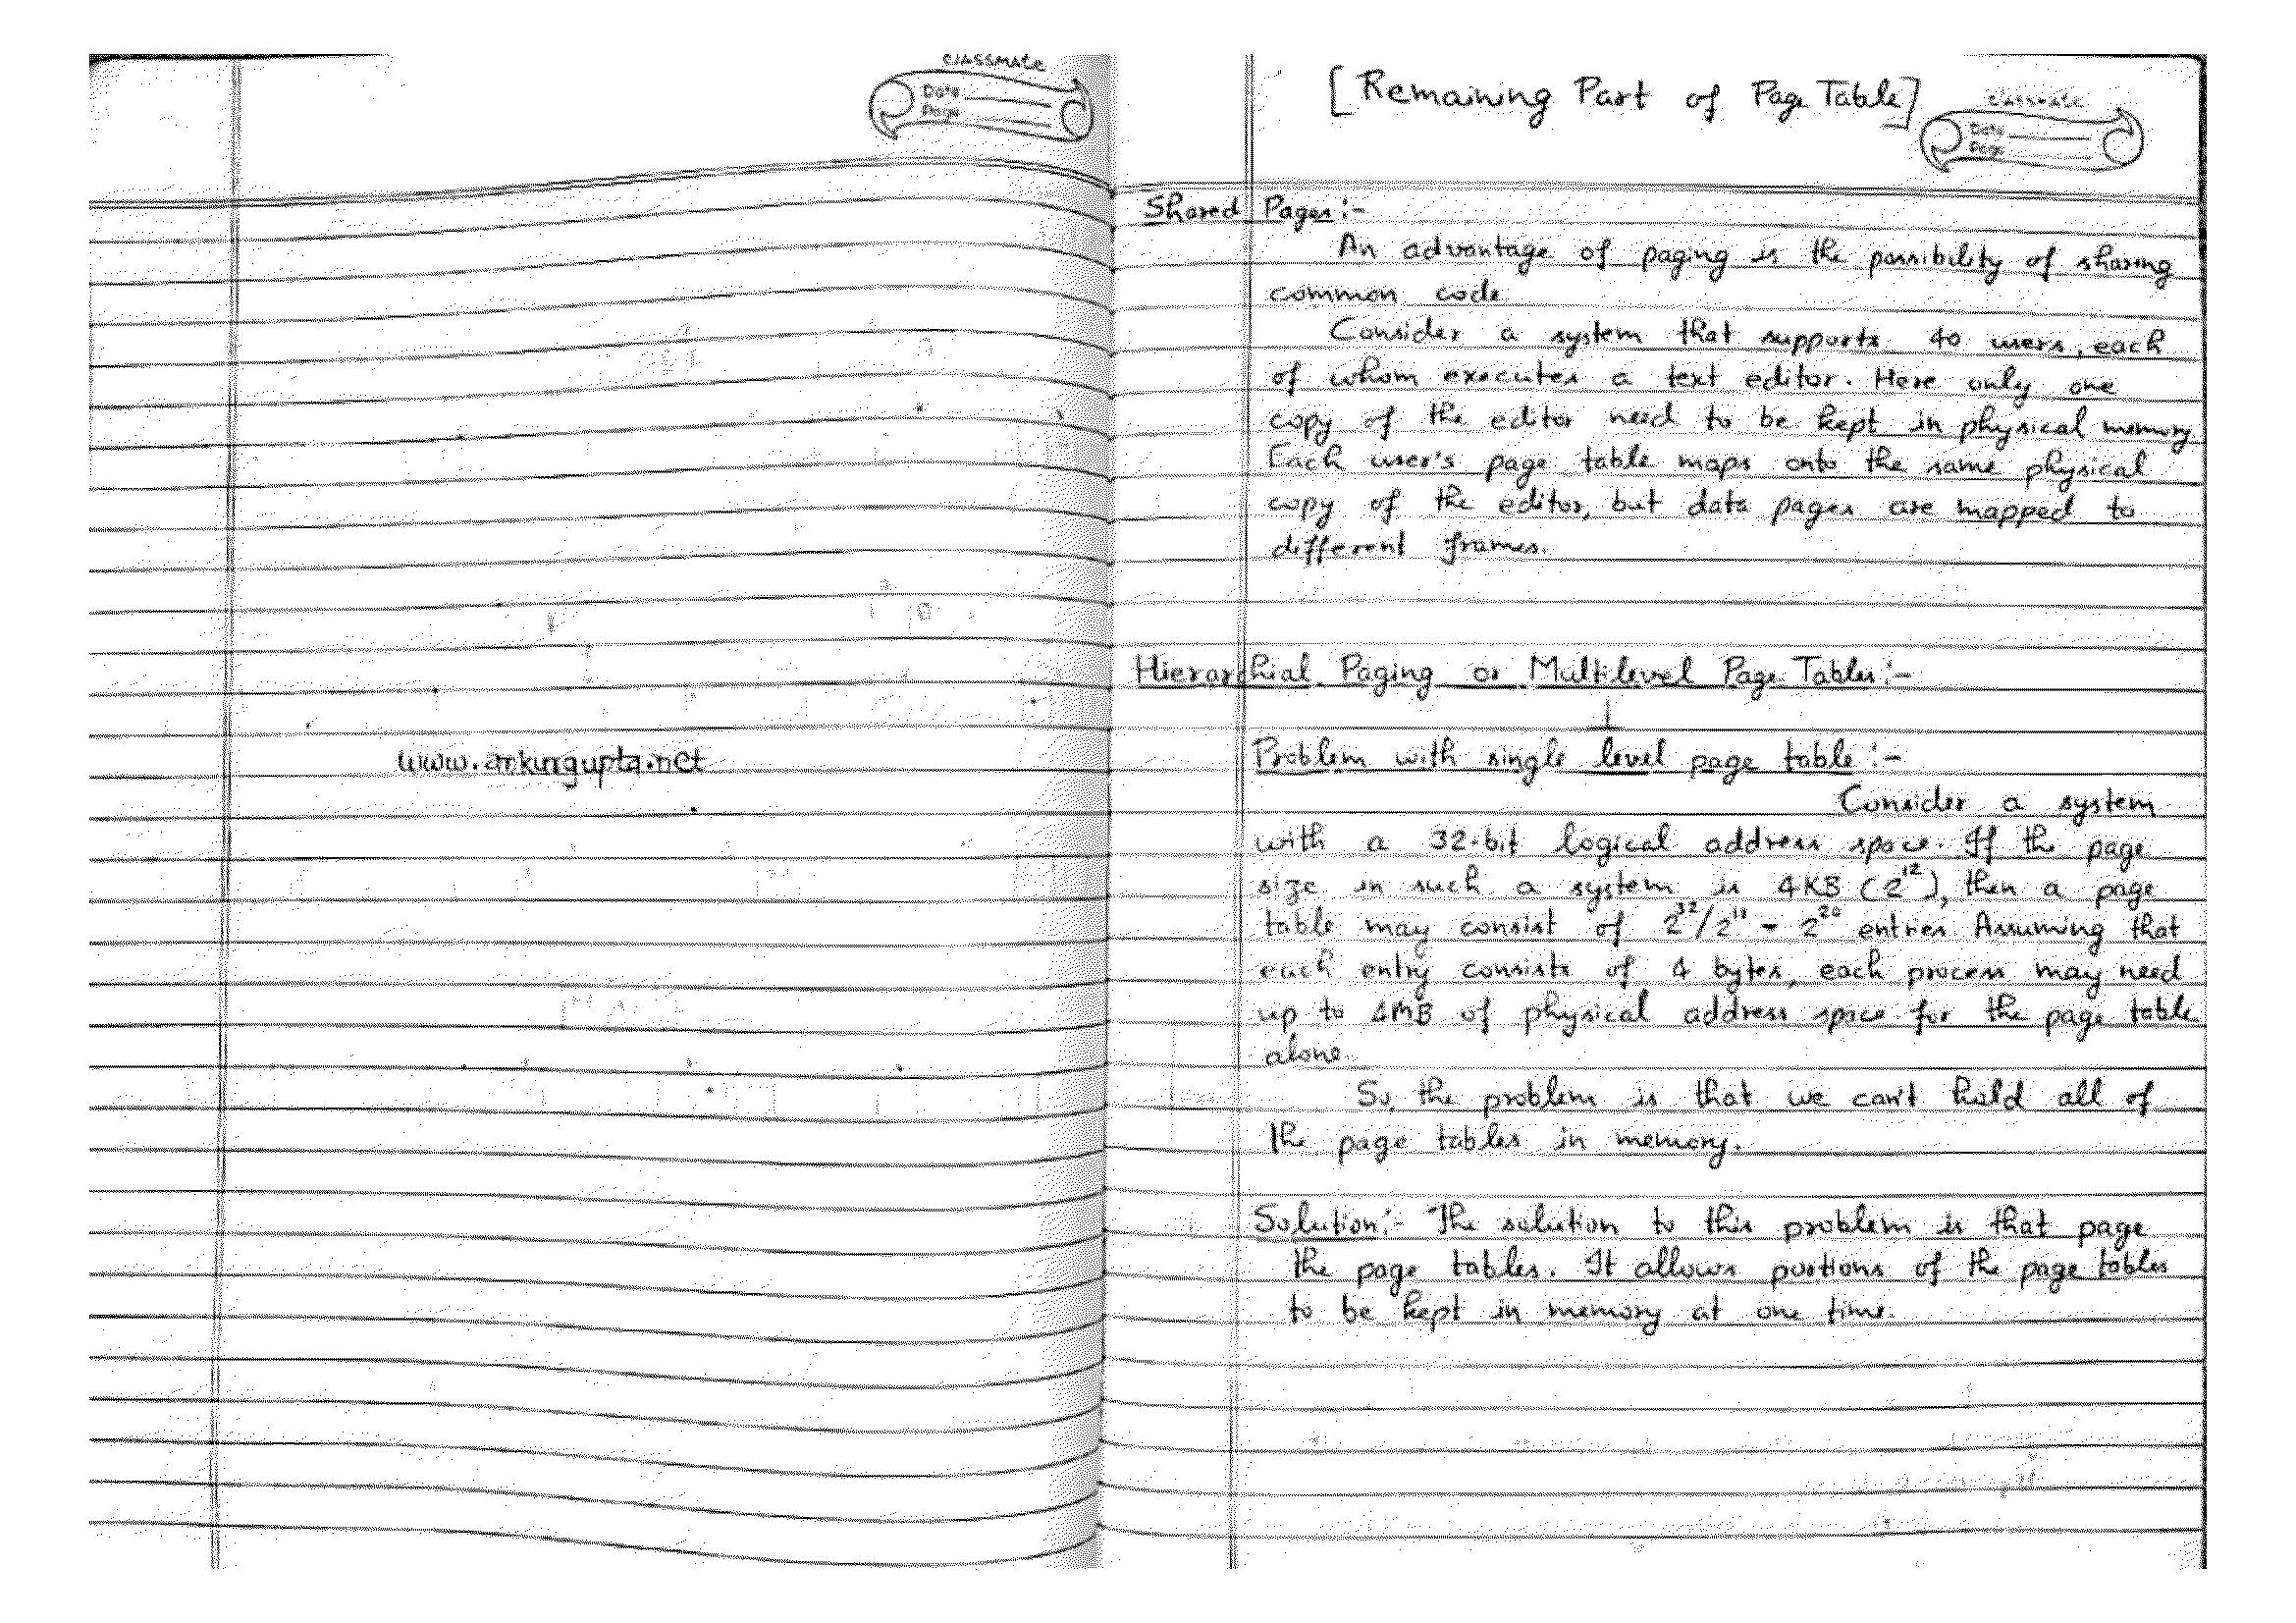 classmate
Date
Page
www.ankurgupta.net
[Remaining Part of Page Table]
classmate
Date
Page
Shared Pages:-
An advantage of paging is the possibility of sharing
common code.
Consider a system that supports 40 users, each
of whom executes a text editor. Here only one
copy of the editor need to be kept in physical memory.
Each user's page table maps onto the same physical
copy of the editor, but data pages are mapped to
different frames.
Hierarchial Paging or Multilevel Page Tables:-
Problem with single level page table:-
Consider a system
with a 32-bit logical address space. If the page
size in such a system is 4KB (2^12), then a page
table may consist of 2^32/2^12 = 2^20 entries. Assuming that
each entry consists of 4 bytes, each process may need
up to 4MB of physical address space for the page table
alone.
So, the problem is that we can't hold all of
the page tables in memory.
Solution:- The solution to this problem is that page
the page tables. It allows portions of the page tables
to be kept in memory at one time.